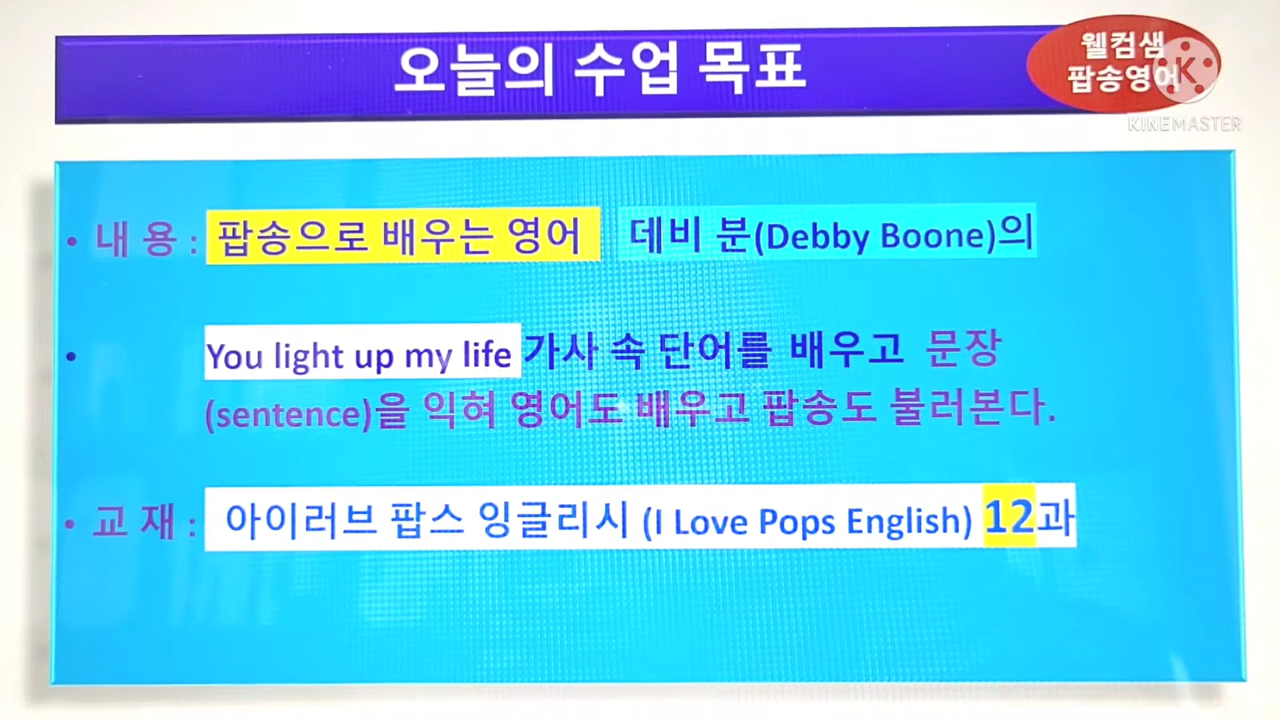 오늘의 수업 목표
웰컴샘
팝송영어
K
KINEMASTER
• 내 용 : 팝송으로 배우는 영어 데비 분(Debby Boone)의
• You light up my life 가사 속 단어를 배우고 문장
(sentence)을 익혀 영어도 배우고 팝송도 불러본다.
• 교 재 : 아이러브 팝스 잉글리시 (I Love Pops English) 12과